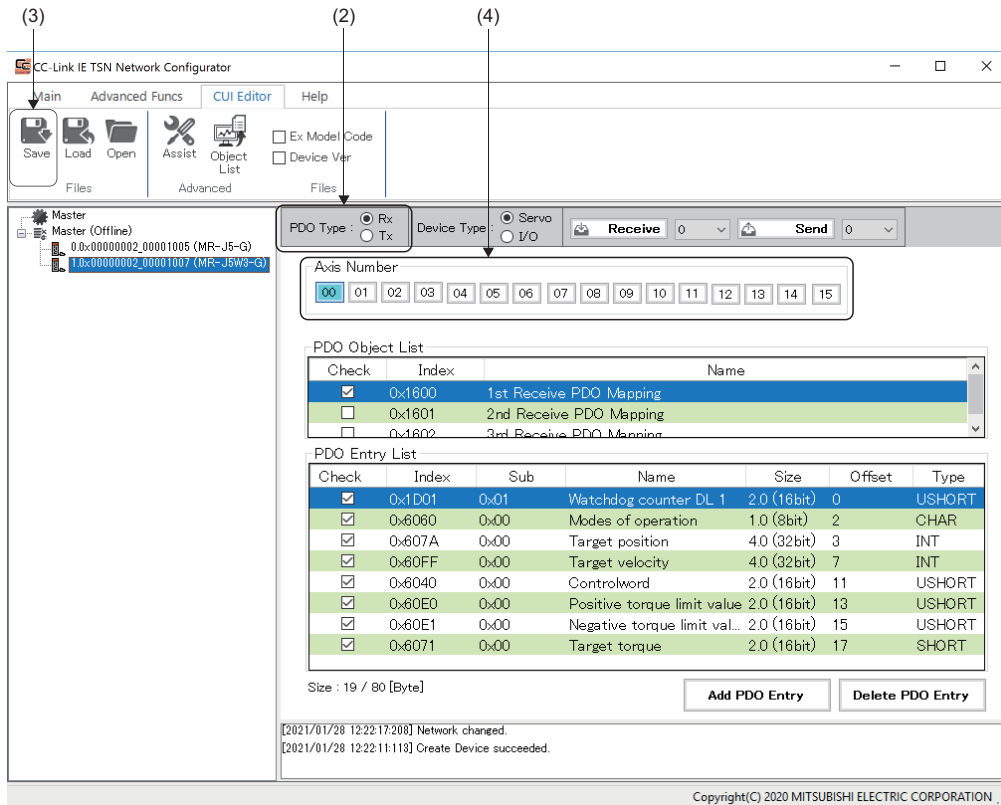 (3) (2) (4)
CC-Link IE TSN Network Configurator
Main Advanced Funcs CUI Editor Help
Save Load Open Assist Object List
Ex Model Code
Device Ver
Files Advanced Files
Master
Master (Offline)
0.0x00000002_00001005 (MR-J5-G)
1.0x00000002_00001007 (MR-J5W3-G)
PDO Type : Rx Tx Device Type : Servo I/O Receive 0 Send 0
Axis Number
00 01 02 03 04 05 06 07 08 09 10 11 12 13 14 15
PDO Object List
Check Index Name
0x1600 1st Receive PDO Mapping
0x1601 2nd Receive PDO Mapping
0x1602 3rd Receive PDO Mapping
PDO Entry List
Check Index Sub Name Size Offset Type
0x1D01 0x01 Watchdog counter DL 1 2.0 (16bit) 0 USHORT
0x6060 0x00 Modes of operation 1.0 (8bit) 2 CHAR
0x607A 0x00 Target position 4.0 (32bit) 3 INT
0x60FF 0x00 Target velocity 4.0 (32bit) 7 INT
0x6040 0x00 Controlword 2.0 (16bit) 11 USHORT
0x60E0 0x00 Positive torque limit value 2.0 (16bit) 13 USHORT
0x60E1 0x00 Negative torque limit val... 2.0 (16bit) 15 USHORT
0x6071 0x00 Target torque 2.0 (16bit) 17 SHORT
Size : 19 / 80 [Byte]
Add PDO Entry Delete PDO Entry
[2021/01/28 12:22:17:208] Network changed.
[2021/01/28 12:22:11:113] Create Device succeeded.
Copyright(C) 2020 MITSUBISHI ELECTRIC CORPORATION